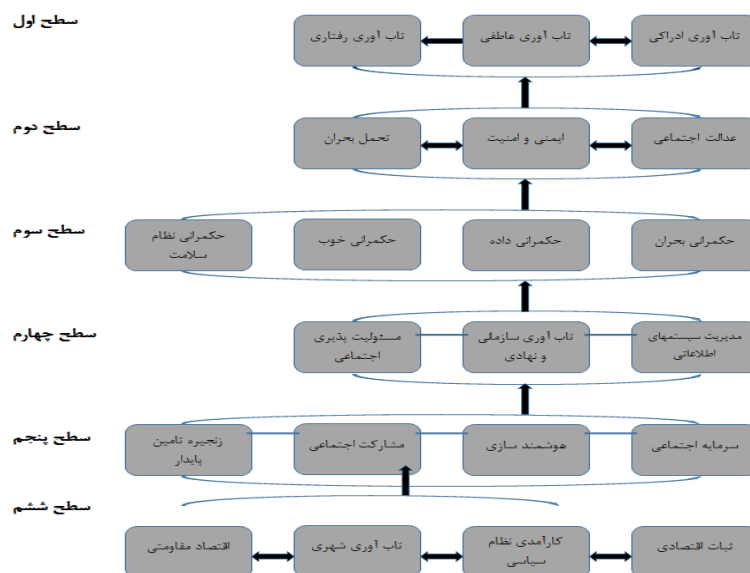 سطح اول
تاب آوری ادراکی
تاب آوری عاطفی
تاب آوری رفتاری
سطح دوم
عدالت اجتماعی
ایمنی و امنیت
تحمل بحران
سطح سوم
حکمرانی بحران
حکمرانی داده
حکمرانی خوب
حکمرانی نظام
سلامت
سطح چهارم
مدیریت سیستمهای
اطلاعاتی
تاب آوری سازمانی
و نهادی
مسئولیت پذیری
اجتماعی
سطح پنجم
سرمایه اجتماعی
هوشمند سازی
مشارکت اجتماعی
زنجیره تامین
پایدار
سطح ششم
ثبات اقتصادی
کارآمدی نظام
سیاسی
تاب آوری شهری
اقتصاد مقاومتی